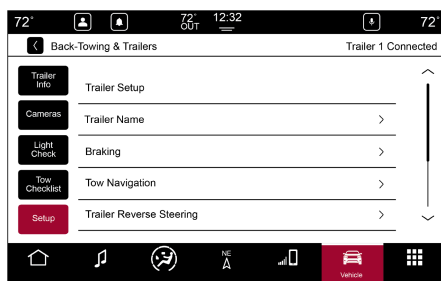 72°
72°
OUT
12:32
72°
Back-Towing & Trailers
Trailer 1 Connected
Trailer
Info
Cameras
Light
Check
Tow
Checklist
Setup
Trailer Setup
Trailer Name
Braking
Tow Navigation
Trailer Reverse Steering
NE
Vehicle